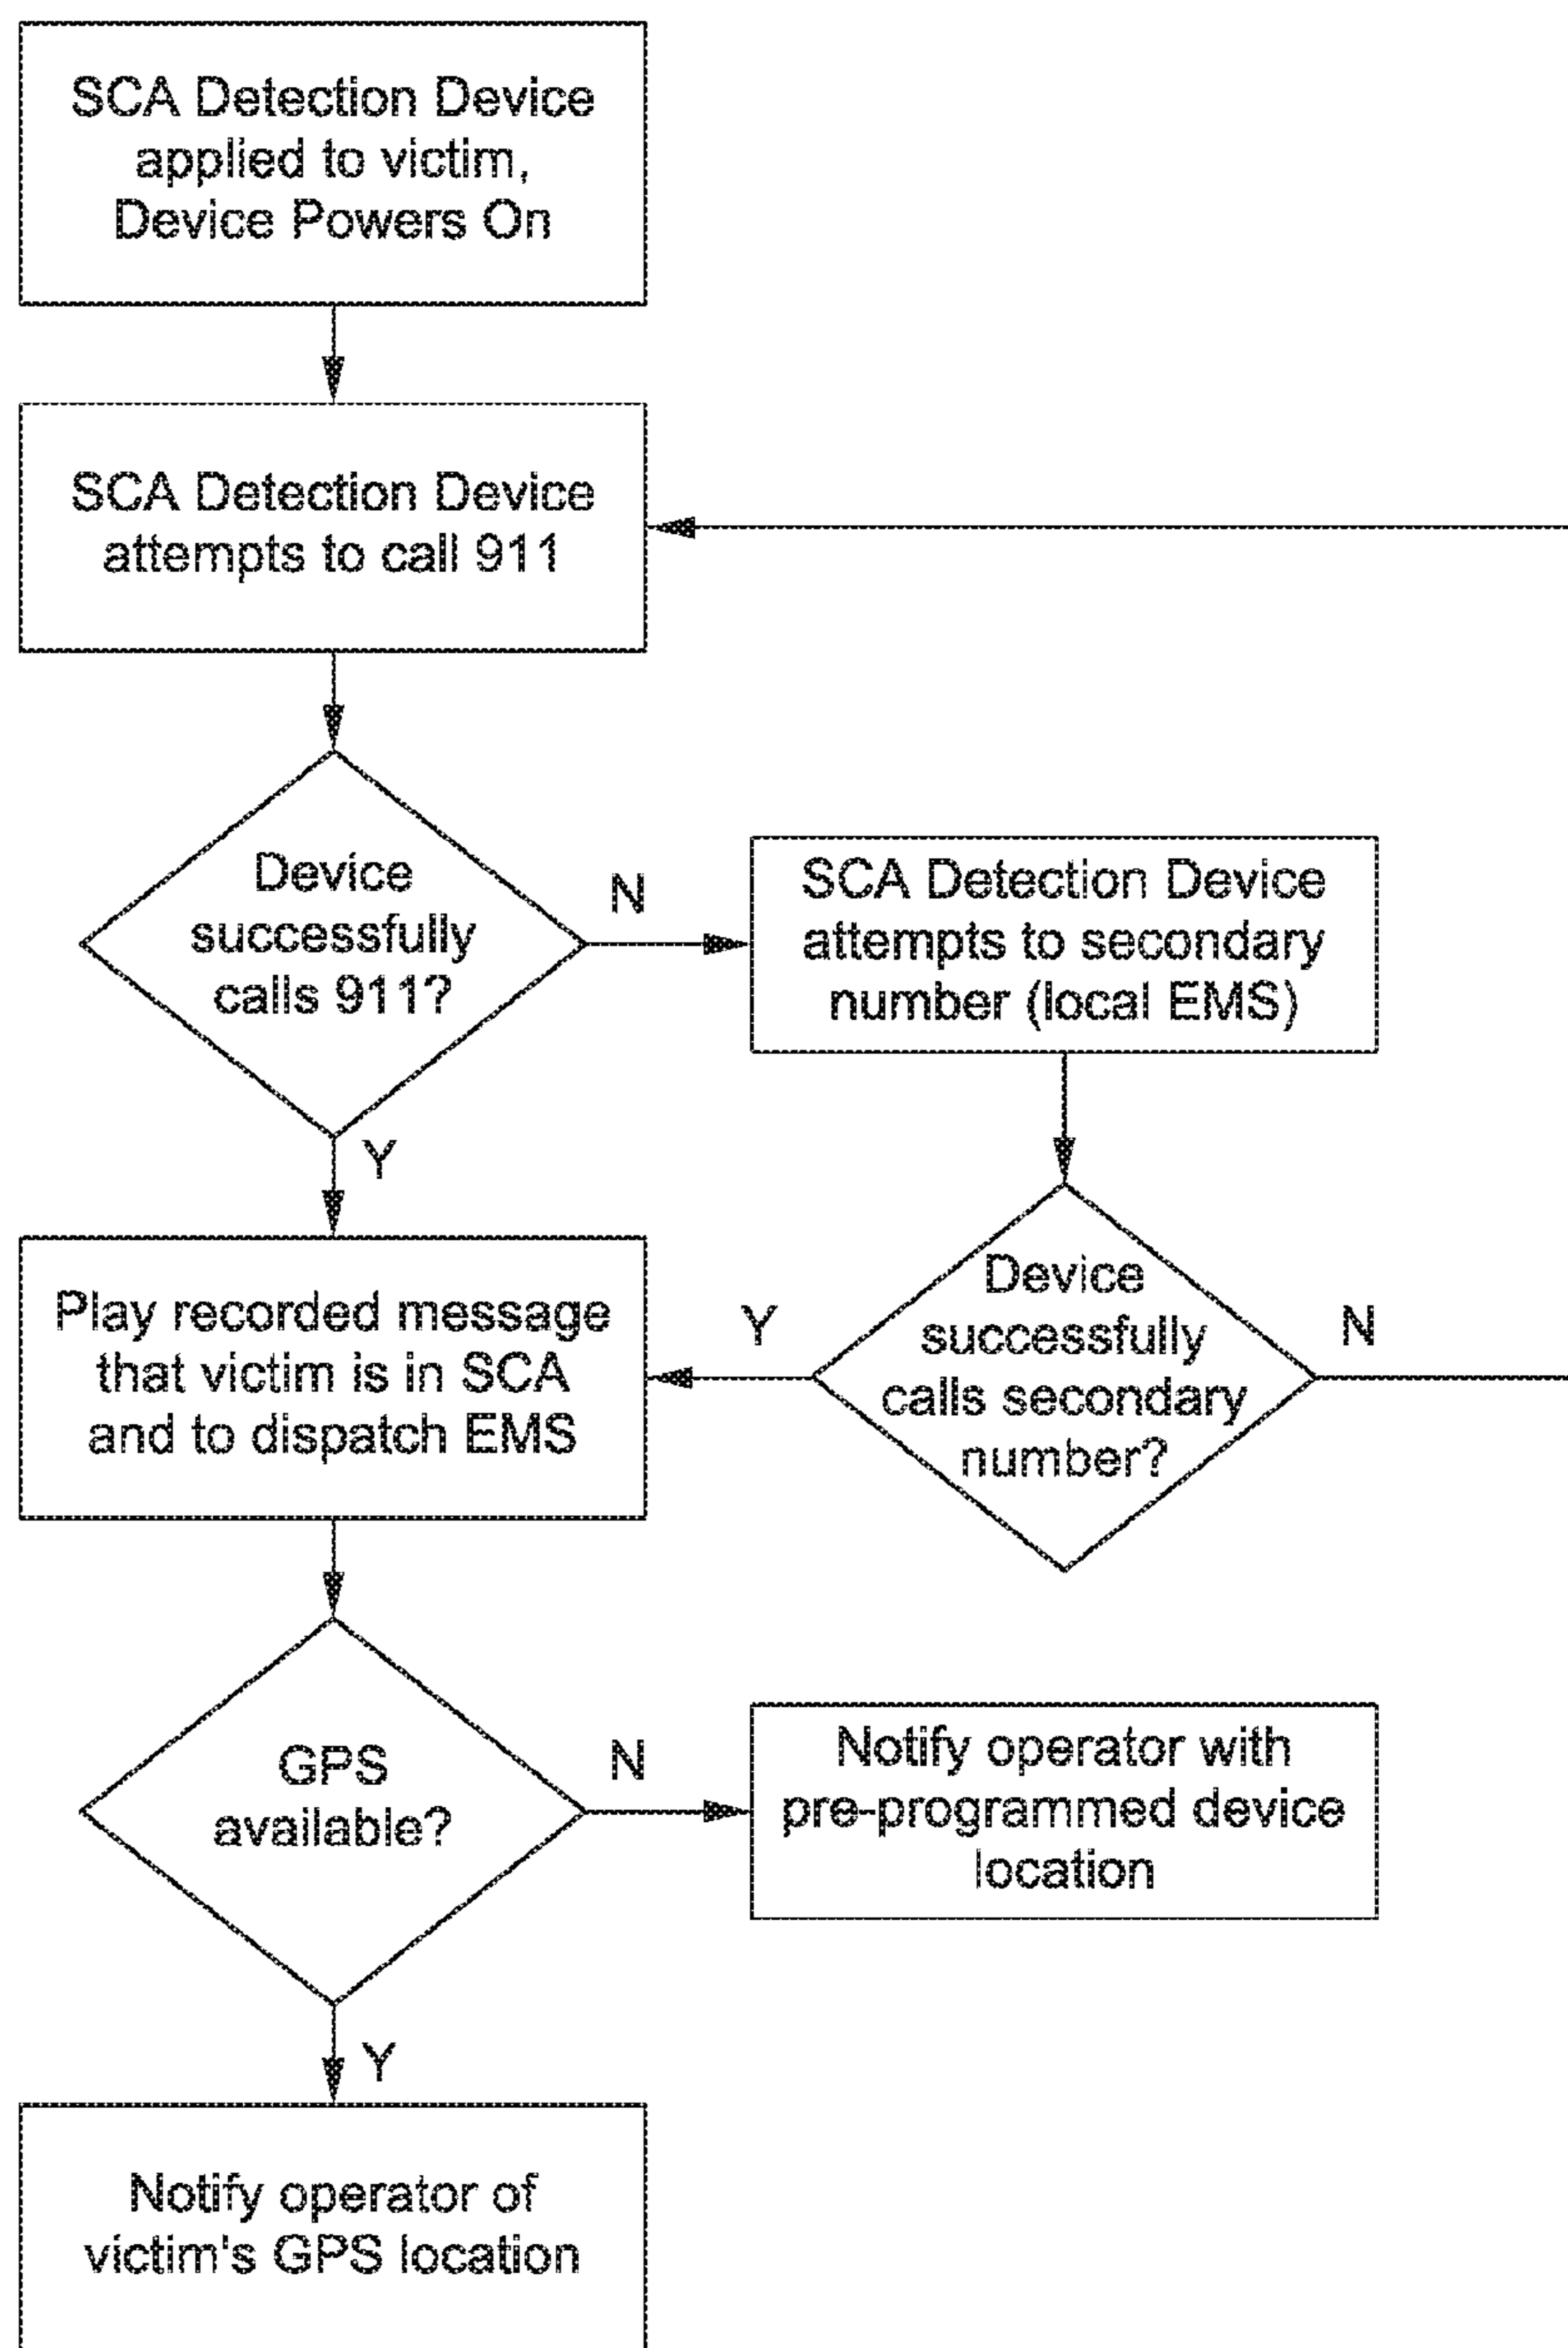 SCA Detection Device
applied to victim,
Device Powers On
SCA Detection Device
attempts to call 911
Device
successfully
calls 911?
N
SCA Detection Device
attempts to secondary
number (local EMS)
Y
Play recorded message
that victim is in SCA
and to dispatch EMS
Y
Device
successfully
calls secondary
number?
N
GPS
available?
N
Notify operator with
pre-programmed device
location
Y
Notify operator of
victim's GPS location